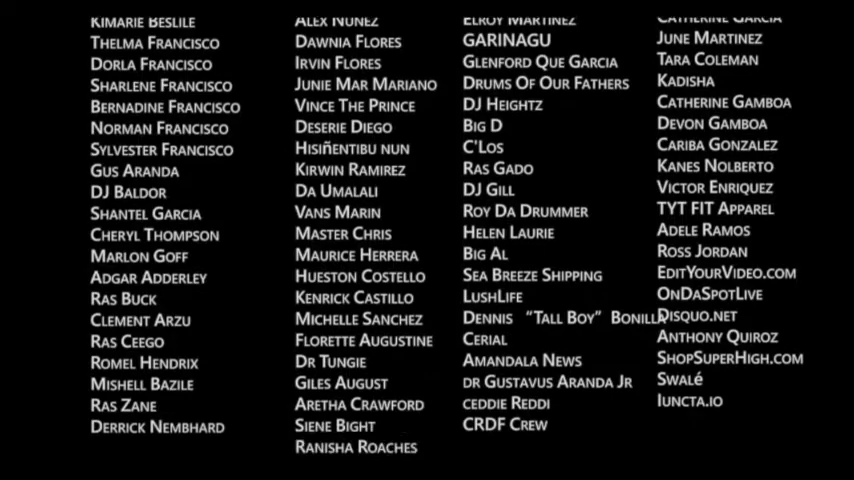 Kimarie Beslile
Thelma Francisco
Dorla Francisco
Sharlene Francisco
Bernadine Francisco
Norman Francisco
Sylvester Francisco
Gus Aranda
DJ Baldor
Shantel Garcia
Cheryl Thompson
Marlon Goff
Adgar Adderley
Ras Buck
Clement Arzu
Ras Ceego
Romel Hendrix
Mishell Bazile
Ras Zane
Derrick Nembhard
Alex Nunez
Dawnia Flores
Irvin Flores
Junie Mar Mariano
Vince The Prince
Deserie Diego
Hisiñentibu nun
Kirwin Ramirez
Da Umalali
Vans Marin
Master Chris
Maurice Herrera
Hueston Costello
Kenrick Castillo
Michelle Sanchez
Florette Augustine
Dr Tungie
Giles August
Aretha Crawford
Siene Bight
Ranisha Roaches
Elroy Martinez
GARINAGU
Glenford Que Garcia
Drums Of Our Fathers
DJ Heightz
Big D
C'Los
Ras Gado
DJ Gill
Roy Da Drummer
Helen Laurie
Big Al
Sea Breeze Shipping
LushLife
Dennis “Tall Boy” Bonilla
Cerial
Amandala News
dr Gustavus Aranda Jr
ceddie Reddi
CRDF Crew
Catherine Garcia
June Martinez
Tara Coleman
Kadisha
Catherine Gamboa
Devon Gamboa
Cariba Gonzalez
Kanes Nolberto
Victor Enriquez
TYT FIT Apparel
Adele Ramos
Ross Jordan
EditYourVideo.com
OnDaSpotLive
Disquo.net
Anthony Quiroz
ShopSuperHigh.com
Swalé
Iuncta.io